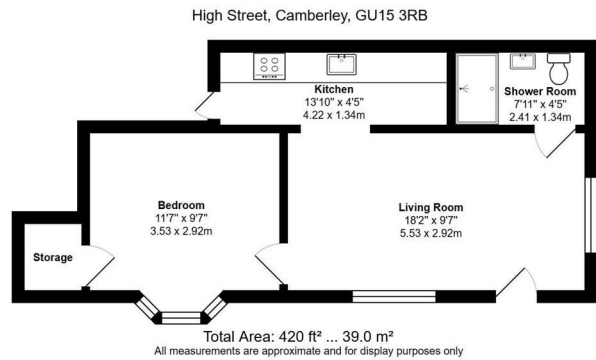 High Street, Camberley, GU15 3RB
Kitchen
13'10" x 4'5"
4.22 x 1.34m
Shower Room
7'11" x 4'5"
2.41 x 1.34m
Bedroom
11'7" x 9'7"
3.53 x 2.92m
Living Room
18'2" x 9'7"
5.53 x 2.92m
Storage
Total Area: 420 ft² ... 39.0 m²
All measurements are approximate and for display purposes only